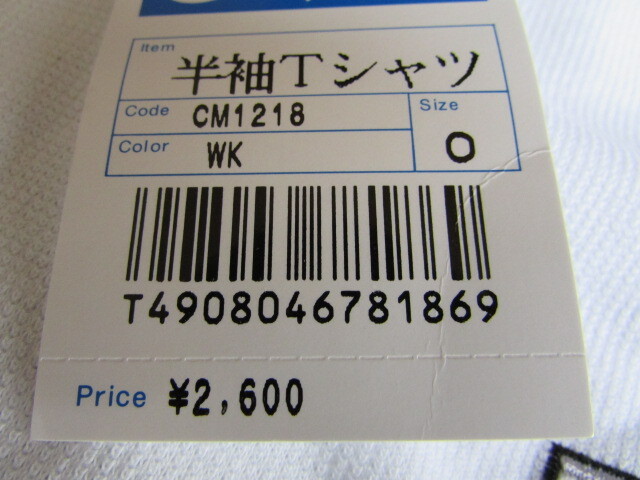 Item 半袖Tシャツ
Code CM1218 Size O
Color WK
T4908046781869
Price ¥2,600